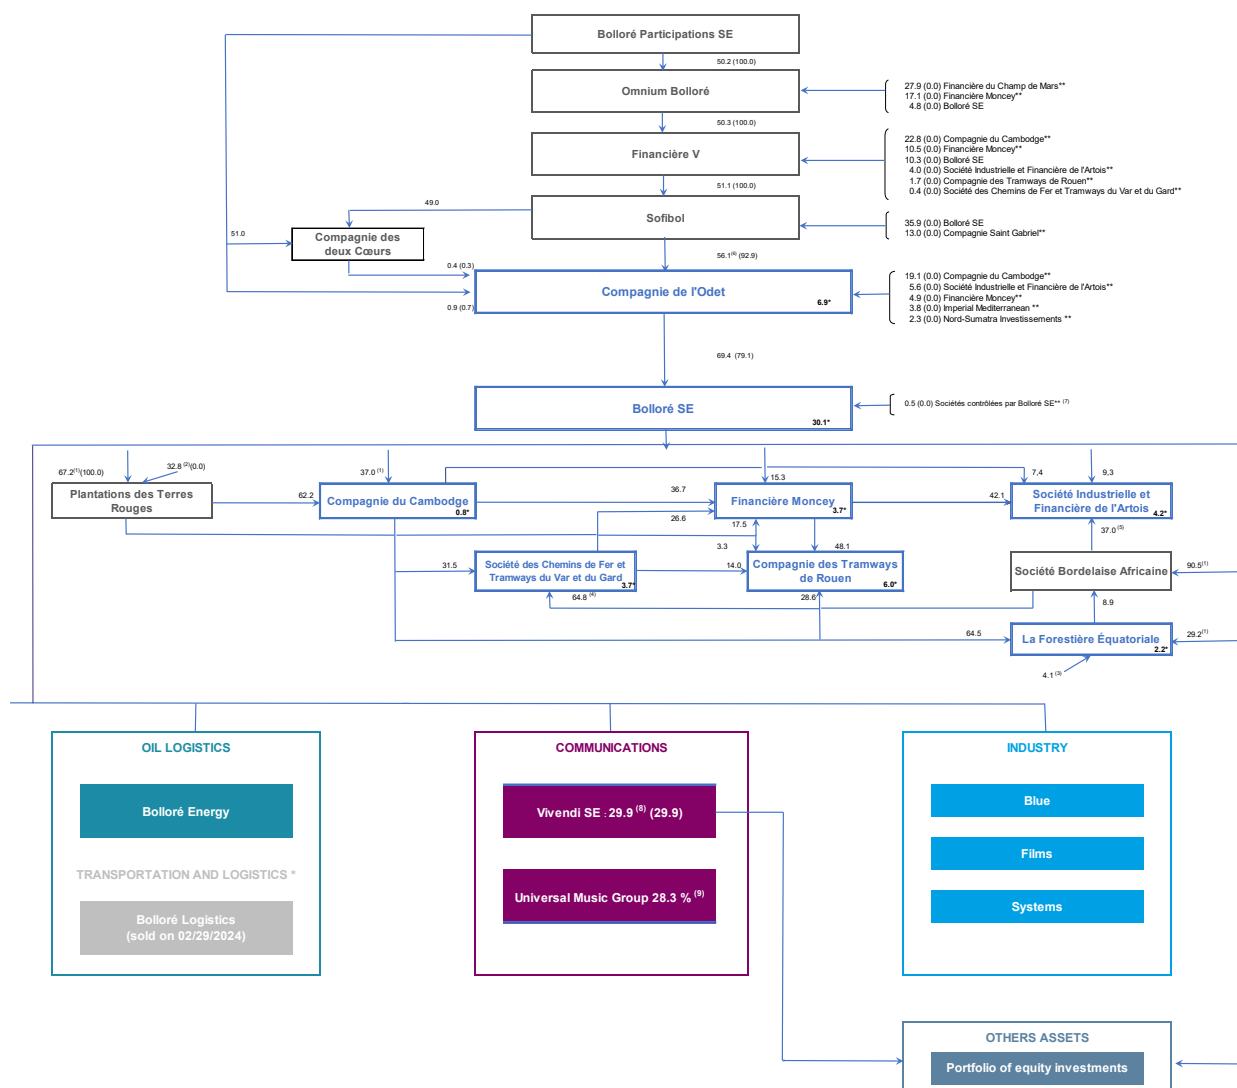 Bolloré Participations SE
50.2 (100.0)
Omnium Bolloré
27.9 (0.0) Financière du Champ de Mars**
17.1 (0.0) Financière Moncey**
4.8 (0.0) Bolloré SE
50.3 (100.0)
Financière V
22.8 (0.0) Compagnie du Cambodge**
10.5 (0.0) Financière Moncey**
10.3 (0.0) Bolloré SE
4.0 (0.0) Société Industrielle et Financière de l'Artois**
1.7 (0.0) Compagnie des Tramways de Rouen**
0.4 (0.0) Société des Chemins de Fer et Tramways du Var et du Gard**
51.1 (100.0)
49.0
Sofibol
35.9 (0.0) Bolloré SE
13.0 (0.0) Compagnie Saint Gabriel**
51.0
Compagnie des
deux Cœurs
56.1(6) (92.9)
0.4 (0.3)
Compagnie de l'Odet
6.9*
0.9 (0.7)
19.1 (0.0) Compagnie du Cambodge**
5.6 (0.0) Société Industrielle et Financière de l'Artois**
4.9 (0.0) Financière Moncey**
3.8 (0.0) Imperial Mediterranean **
2.3 (0.0) Nord-Sumatra Investissements **
69.4 (79.1)
Bolloré SE
30.1*
0.5 (0.0) Sociétés contrôlées par Bolloré SE** (7)
67.2(1)(100.0)
32.8 (2)(0.0)
37.0 (1)
15.3
7,4
9,3
Plantations des Terres
Rouges
62.2
Compagnie du Cambodge
0.8*
36.7
Financière Moncey
3.7*
42.1
Société Industrielle et
Financière de l'Artois
4.2*
26.6
17.5
37.0 (5)
3.3
48.1
31.5
Société des Chemins de Fer et
Tramways du Var et du Gard
3.7*
14.0
Compagnie des Tramways
de Rouen
6.0*
Société Bordelaise Africaine
90.5(1)
64.8 (4)
28.6
8.9
64.5
La Forestière Équatoriale
2.2*
29.2(1)
4.1 (3)
OIL LOGISTICS
Bolloré Energy
TRANSPORTATION AND LOGISTICS *
Bolloré Logistics
(sold on 02/29/2024)
COMMUNICATIONS
Vivendi SE : 29.9 (8) (29.9)
Universal Music Group 28.3 % (9)
INDUSTRY
Blue
Films
Systems
OTHERS ASSETS
Portfolio of equity investments